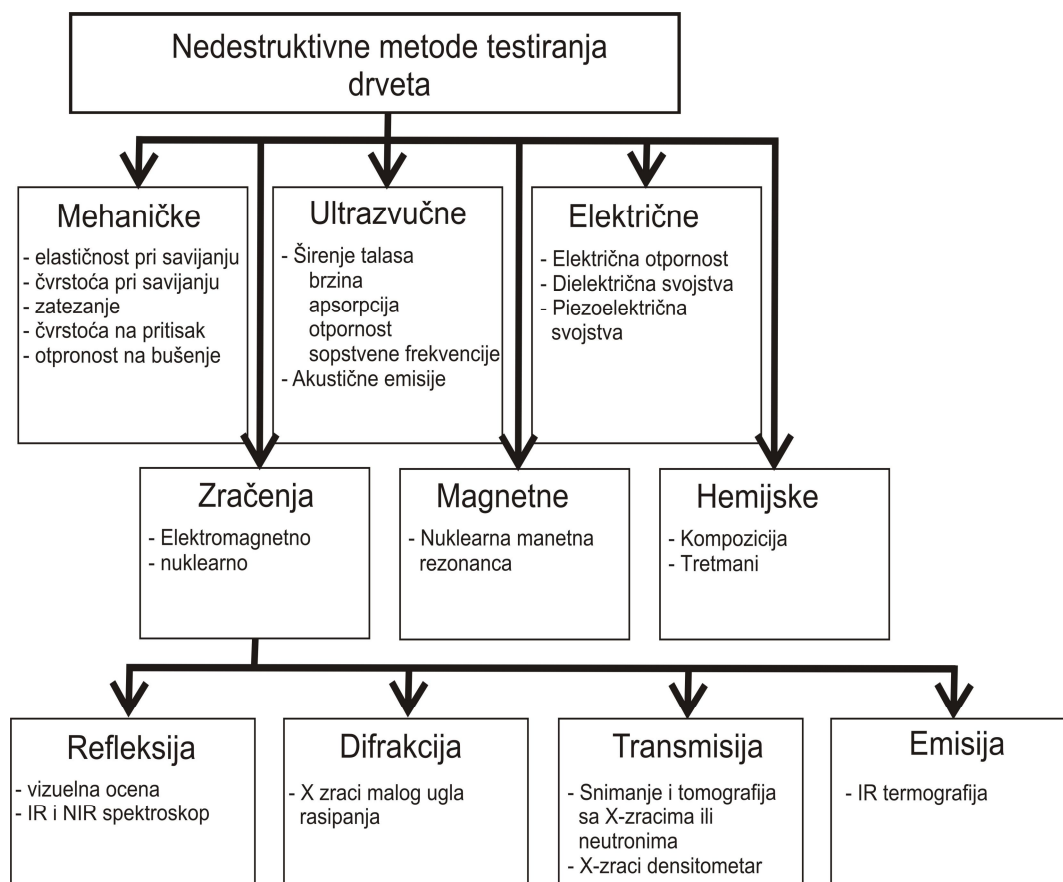 Nedestruktivne metode testiranja
drveta
Mehaničke
- elastičnost pri savijanju
- čvrstoća pri savijanju
- zatezanje
- čvrstoća na pritisak
- otpronost na bušenje
Ultrazvučne
- Širenje talasa
brzina
apsorpcija
otpornost
sopstvene frekvencije
- Akustične emisije
Električne
- Električna otpornost
- Dielektrična svojstva
- Piezoelektrična
svojstva
Zračenja
- Elektromagnetno
- nuklearno
Magnetne
- Nuklearna manetna
rezonanca
Hemijske
- Kompozicija
- Tretmani
Refleksija
- vizuelna ocena
- IR i NIR spektroskop
Difrakcija
- X zraci malog ugla
rasipanja
Transmisija
- Snimanje i tomografija
sa X-zracima ili
neutronima
- X-zraci densitometar
Emisija
- IR termografija